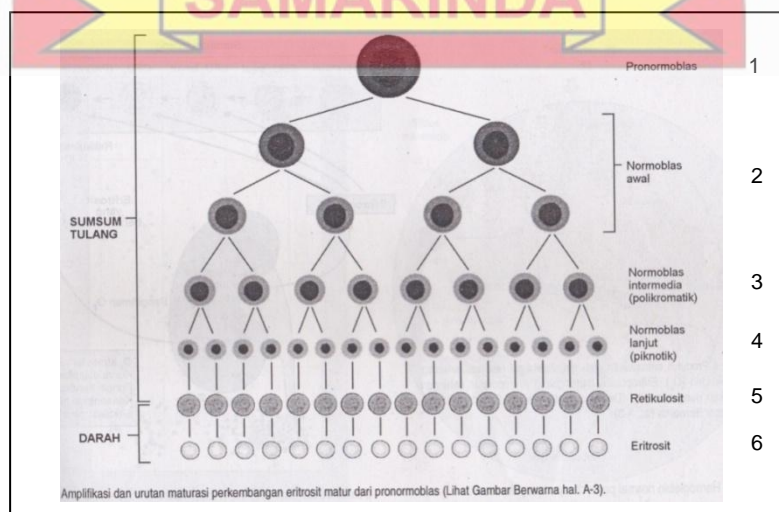 SAMARINDA
Pronormoblas
1
Normoblas
awal
2
SUMSUM
TULANG
Normoblas
intermedia
(polikromatik)
3
Normoblas
lanjut
(piknotik)
4
Retikulosit
5
DARAH
Eritrosit
6
Amplifikasi dan urutan maturasi perkembangan eritrosit matur dari pronormoblas (Lihat Gambar Berwarna hal. A-3).